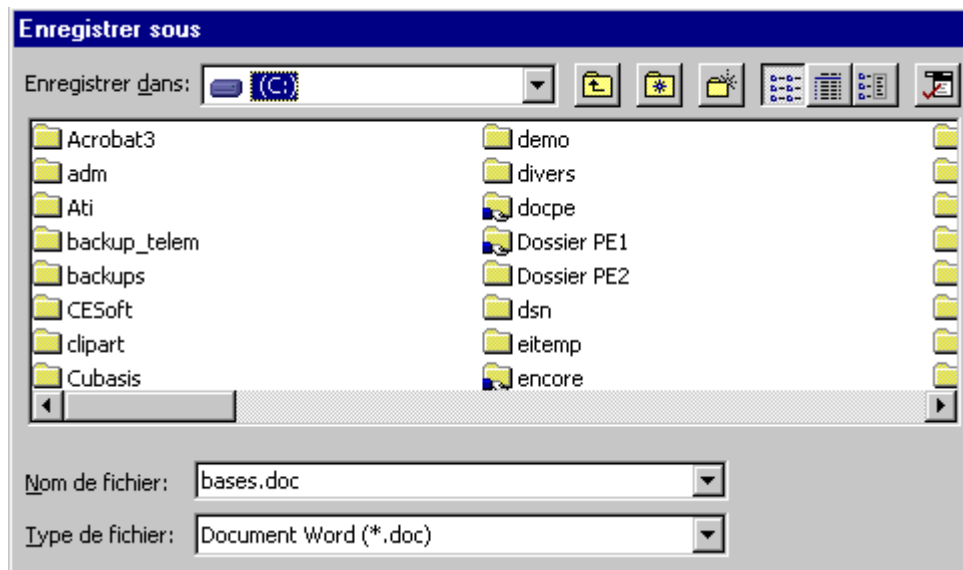 Enregistrer sous
Enregistrer dans: (C:)
Acrobat3
adm
Ati
backup_telem
backups
CESoft
clipart
Cubasis
demo
divers
docpe
Dossier PE1
Dossier PE2
dsn
eitemp
encore
Nom de fichier: bases.doc
Type de fichier: Document Word (*.doc)